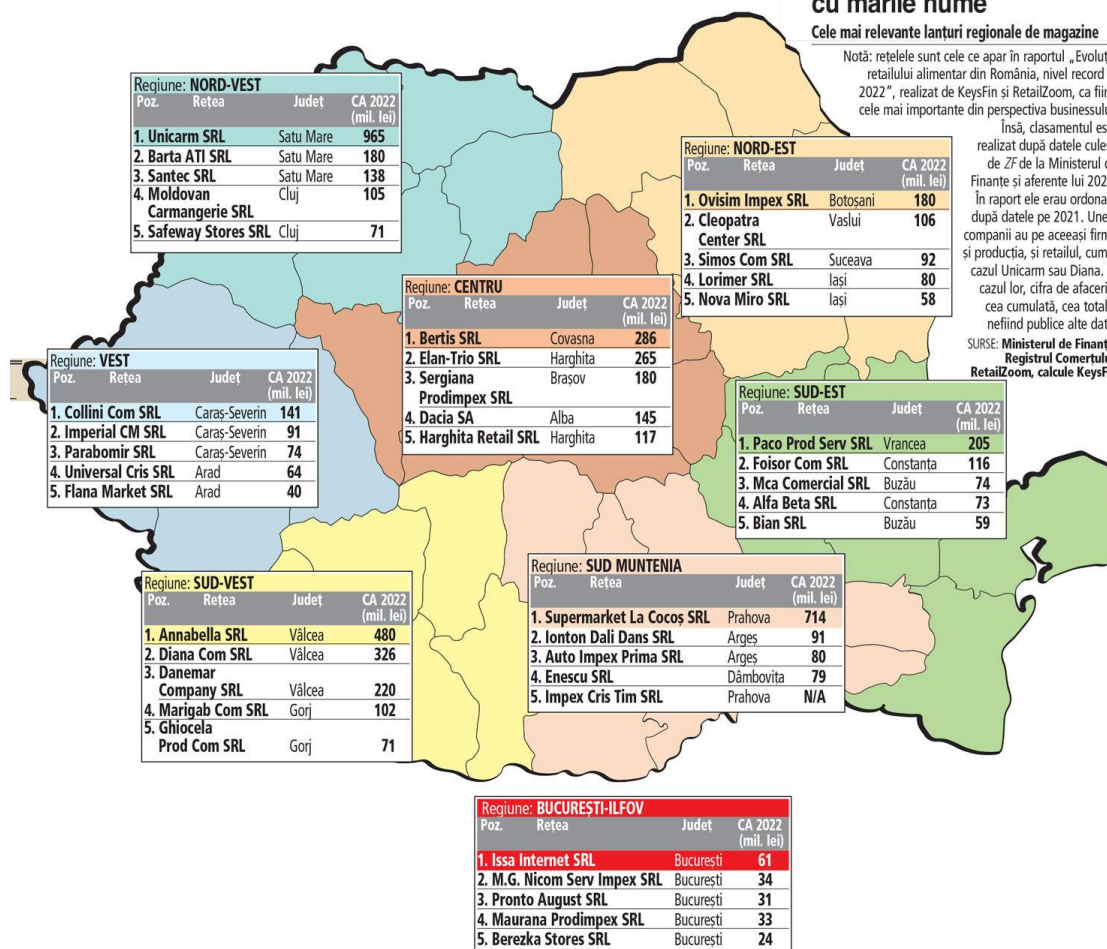 cu marile nume
Cele mai relevante lanțuri regionale de magazine
Notă: rețelele sunt cele ce apar în raportul „Evoluț
retailului alimentar din România, nivel record
2022”, realizat de KeysFin și RetailZoom, ca fiin
cele mai importante din perspectiva businessulu
Însă, clasamentul es
realizat după datele cules
de ZF de la Ministerul d
Finanțe și aferente lui 202
În raport ele erau ordona
după datele pe 2021. Une
companii au pe aceeași firm
și producția, și retailul, cum
cazul Unicarm sau Diana.
cazul lor, cifra de afaceri
cea cumulată, cea total
nefiind publice alte dat
SURSE: Ministerul de Finanț
Registrul Comerțulu
RetailZoom, calcule KeysF
Regiune: NORD-VEST
Poz. Rețea Județ CA 2022
(mil. lei)
1. Unicarm SRL Satu Mare 965
2. Barta ATI SRL Satu Mare 180
3. Santec SRL Satu Mare 138
4. Moldovan Cluj 105
Carmangerie SRL
5. Safeway Stores SRL Cluj 71
Regiune: NORD-EST
Poz. Rețea Județ CA 2022
(mil. lei)
1. Ovisim Impex SRL Botoșani 180
2. Cleopatra Vaslui 106
Center SRL
3. Simos Com SRL Suceava 92
4. Lorimer SRL Iași 80
5. Nova Miro SRL Iași 58
Regiune: CENTRU
Poz. Rețea Județ CA 2022
(mil. lei)
1. Bertis SRL Covasna 286
2. Elan-Trio SRL Harghita 265
3. Sergiana Brașov 180
Prodimpex SRL
4. Dacia SA Alba 145
5. Harghita Retail SRL Harghita 117
Regiune: VEST
Poz. Rețea Județ CA 2022
(mil. lei)
1. Collini Com SRL Caraș-Severin 141
2. Imperial CM SRL Caraș-Severin 91
3. Parabomir SRL Caraș-Severin 74
4. Universal Cris SRL Arad 64
5. Flana Market SRL Arad 40
Regiune: SUD-EST
Poz. Rețea Județ CA 2022
(mil. lei)
1. Paco Prod Serv SRL Vrancea 205
2. Foisor Com SRL Constanța 116
3. Mca Comercial SRL Buzău 74
4. Alfa Beta SRL Constanța 73
5. Bian SRL Buzău 59
Regiune: SUD-VEST
Poz. Rețea Județ CA 2022
(mil. lei)
1. Annabella SRL Vâlcea 480
2. Diana Com SRL Vâlcea 326
3. Danemar
Company SRL Vâlcea 220
4. Marigab Com SRL Gorj 102
5. Ghiocela
Prod Com SRL Gorj 71
Regiune: SUD MUNTENIA
Poz. Rețea Județ CA 2022
(mil. lei)
1. Supermarket La Cocoș SRL Prahova 714
2. Ionton Dali Dans SRL Argeș 91
3. Auto Impex Prima SRL Argeș 80
4. Enescu SRL Dâmbovița 79
5. Impex Cris Tim SRL Prahova N/A
Regiune: BUCUREȘTI-ILFOV
Poz. Rețea Județ CA 2022
(mil. lei)
1. Issa Internet SRL București 61
2. M.G. Nicom Serv Impex SRL București 34
3. Pronto August SRL București 31
4. Maurana Prodimpex SRL București 33
5. Berezka Stores SRL București 24